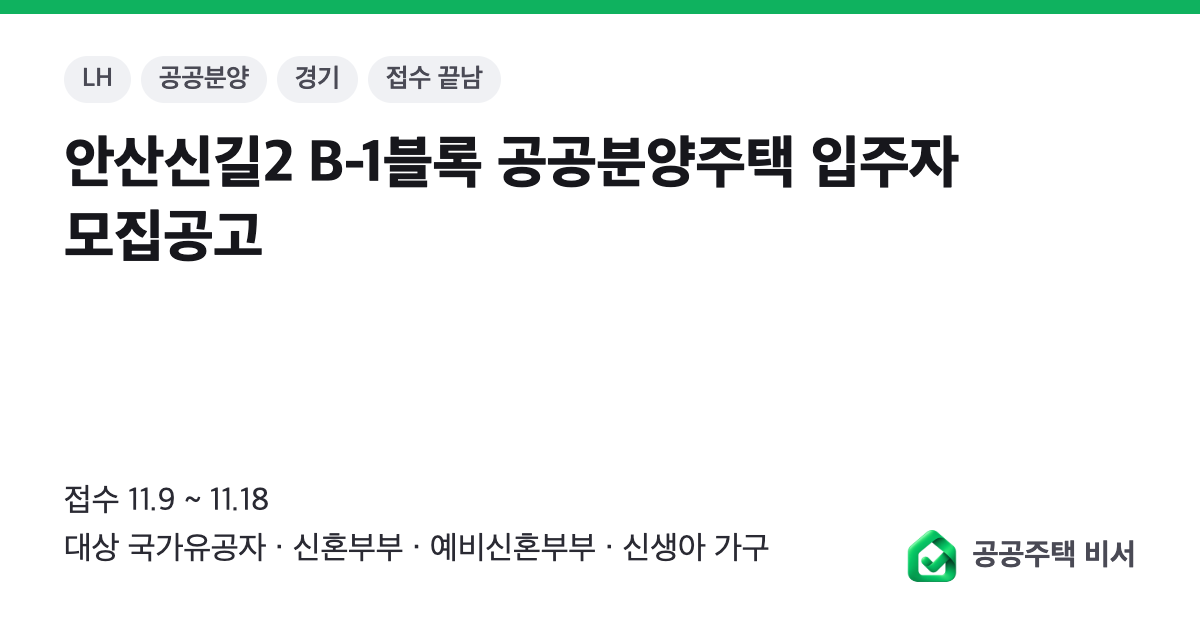 LH 공공분양 경기 접수 끝남
안산신길2 B-1블록 공공분양주택 입주자
모집공고
접수 11.9 ~ 11.18
대상 국가유공자 · 신혼부부 · 예비신혼부부 · 신생아 가구
공공주택 비서